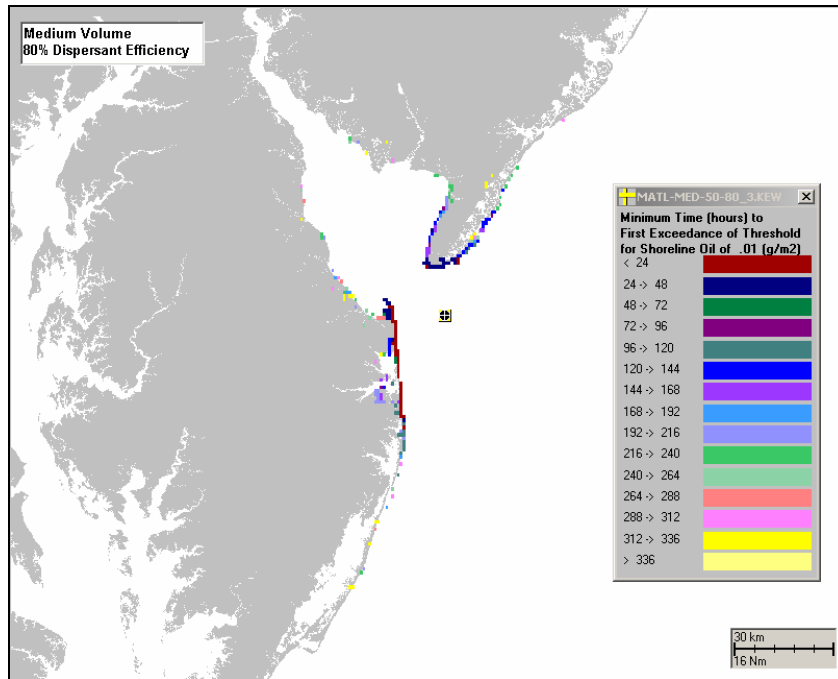 Medium Volume
80% Dispersant Efficiency
MATL-MED-50-80_3.KEW
Minimum Time (hours) to
First Exceedance of Threshold
for Shoreline Oil of .01 (g/m2)
< 24
24 -> 48
48 -> 72
72 -> 96
96 -> 120
120 -> 144
144 -> 168
168 -> 192
192 -> 216
216 -> 240
240 -> 264
264 -> 288
288 -> 312
312 -> 336
> 336
30 km
16 Nm